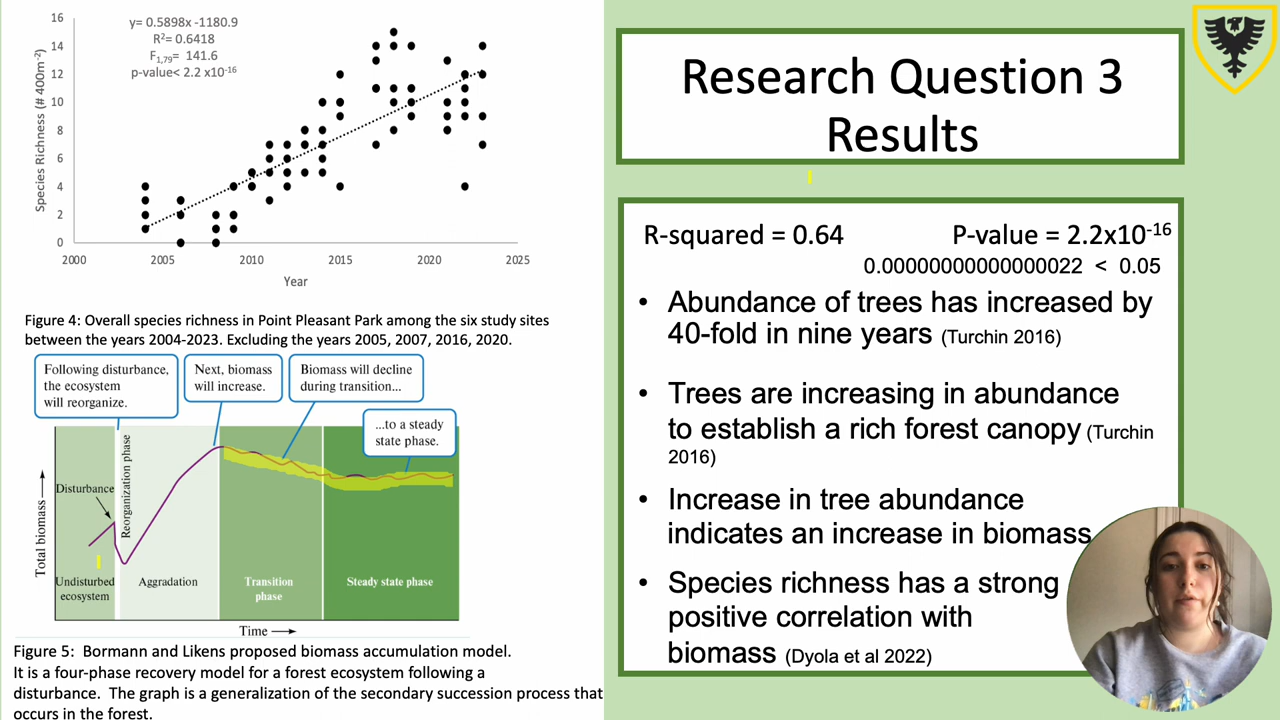 16
14
12
10
8
6
4
2
0
2000 2005 2010 2015 2020 2025
Year
Species Richness (# 400m-2)
y= 0.5898x -1180.9
R2= 0.6418
F1,79= 141.6
p-value< 2.2 x10-16
Figure 4: Overall species richness in Point Pleasant Park among the six study sites
between the years 2004-2023. Excluding the years 2005, 2007, 2016, 2020.
Following disturbance,
the ecosystem
will reorganize.
Next, biomass
will increase.
Biomass will decline
during transition...
...to a steady
state phase.
Total biomass
Disturbance
Reorganization phase
Undisturbed
ecosystem
Aggradation
Transition
phase
Steady state phase
Time
Figure 5: Bormann and Likens proposed biomass accumulation model.
It is a four-phase recovery model for a forest ecosystem following a
disturbance. The graph is a generalization of the secondary succession process that
occurs in the forest.
Research Question 3
Results
R-squared = 0.64 P-value = 2.2x10-16
0.00000000000000022 < 0.05
• Abundance of trees has increased by
40-fold in nine years (Turchin 2016)
• Trees are increasing in abundance
to establish a rich forest canopy (Turchin
2016)
• Increase in tree abundance
indicates an increase in biomass
• Species richness has a strong
positive correlation with
biomass (Dyola et al 2022)